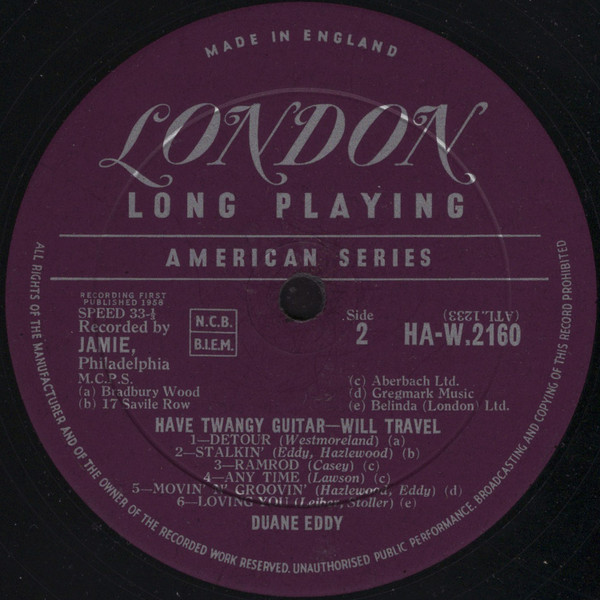 MADE IN ENGLAND
LONDON
LONG PLAYING
AMERICAN SERIES
RECORDING FIRST
PUBLISHED 1958
SPEED 33-⅓
Recorded by
JAMIE,
Philadelphia
M.C.P.S.
(a) Bradbury Wood
(b) 17 Savile Row
N.C.B.
B.I.E.M.
Side
2
(ATL.1233)
HA-W.2160
(c) Aberbach Ltd.
(d) Gregmark Music
(e) Belinda (London) Ltd.
HAVE TWANGY GUITAR—WILL TRAVEL
1—DETOUR (Westmoreland) (a)
2—STALKIN' (Eddy, Hazlewood) (b)
3—RAMROD (Casey) (c)
4—ANY TIME (Lawson) (c)
5—MOVIN' N' GROOVIN' (Hazlewood, Eddy) (d)
6—LOVING YOU (Leiber, Stoller) (e)
DUANE EDDY
ALL RIGHTS OF THE MANUFACTURER AND OF THE OWNER OF THE RECORDED WORK RESERVED. UNAUTHORISED PUBLIC PERFORMANCE, BROADCASTING AND COPYING OF THIS RECORD PROHIBITED